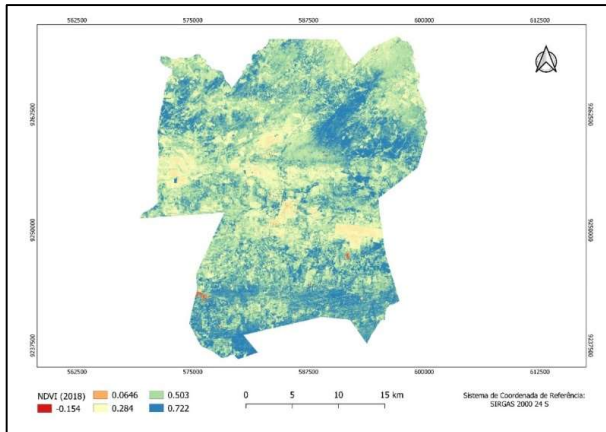 562500 575000 587500 600000 612500
9262500 9262500
9250000 9250000
9237500 9237500
562500 575000 587500 600000 612500
NDVI (2018) 0.0646 0.503
-0.154 0.284 0.722
0 5 10 15 km
Sistema de Coordenada de Referência:
SIRGAS 2000 24 S